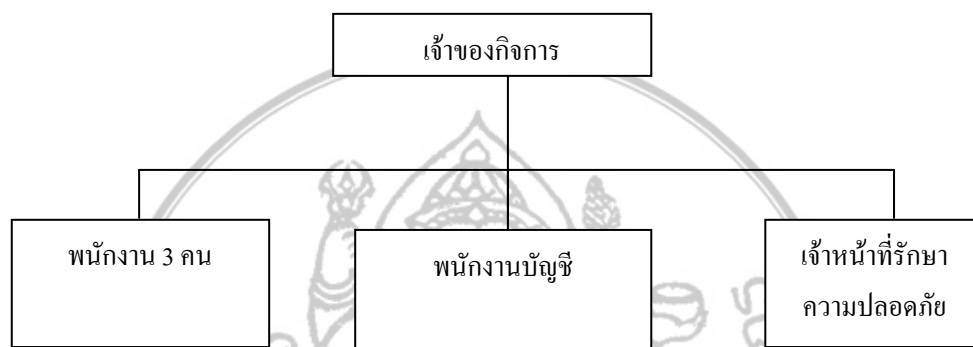 เจ้าของกิจการ
พนักงาน 3 คน
พนักงานบัญชี
เจ้าหน้าที่รักษา
ความปลอดภัย